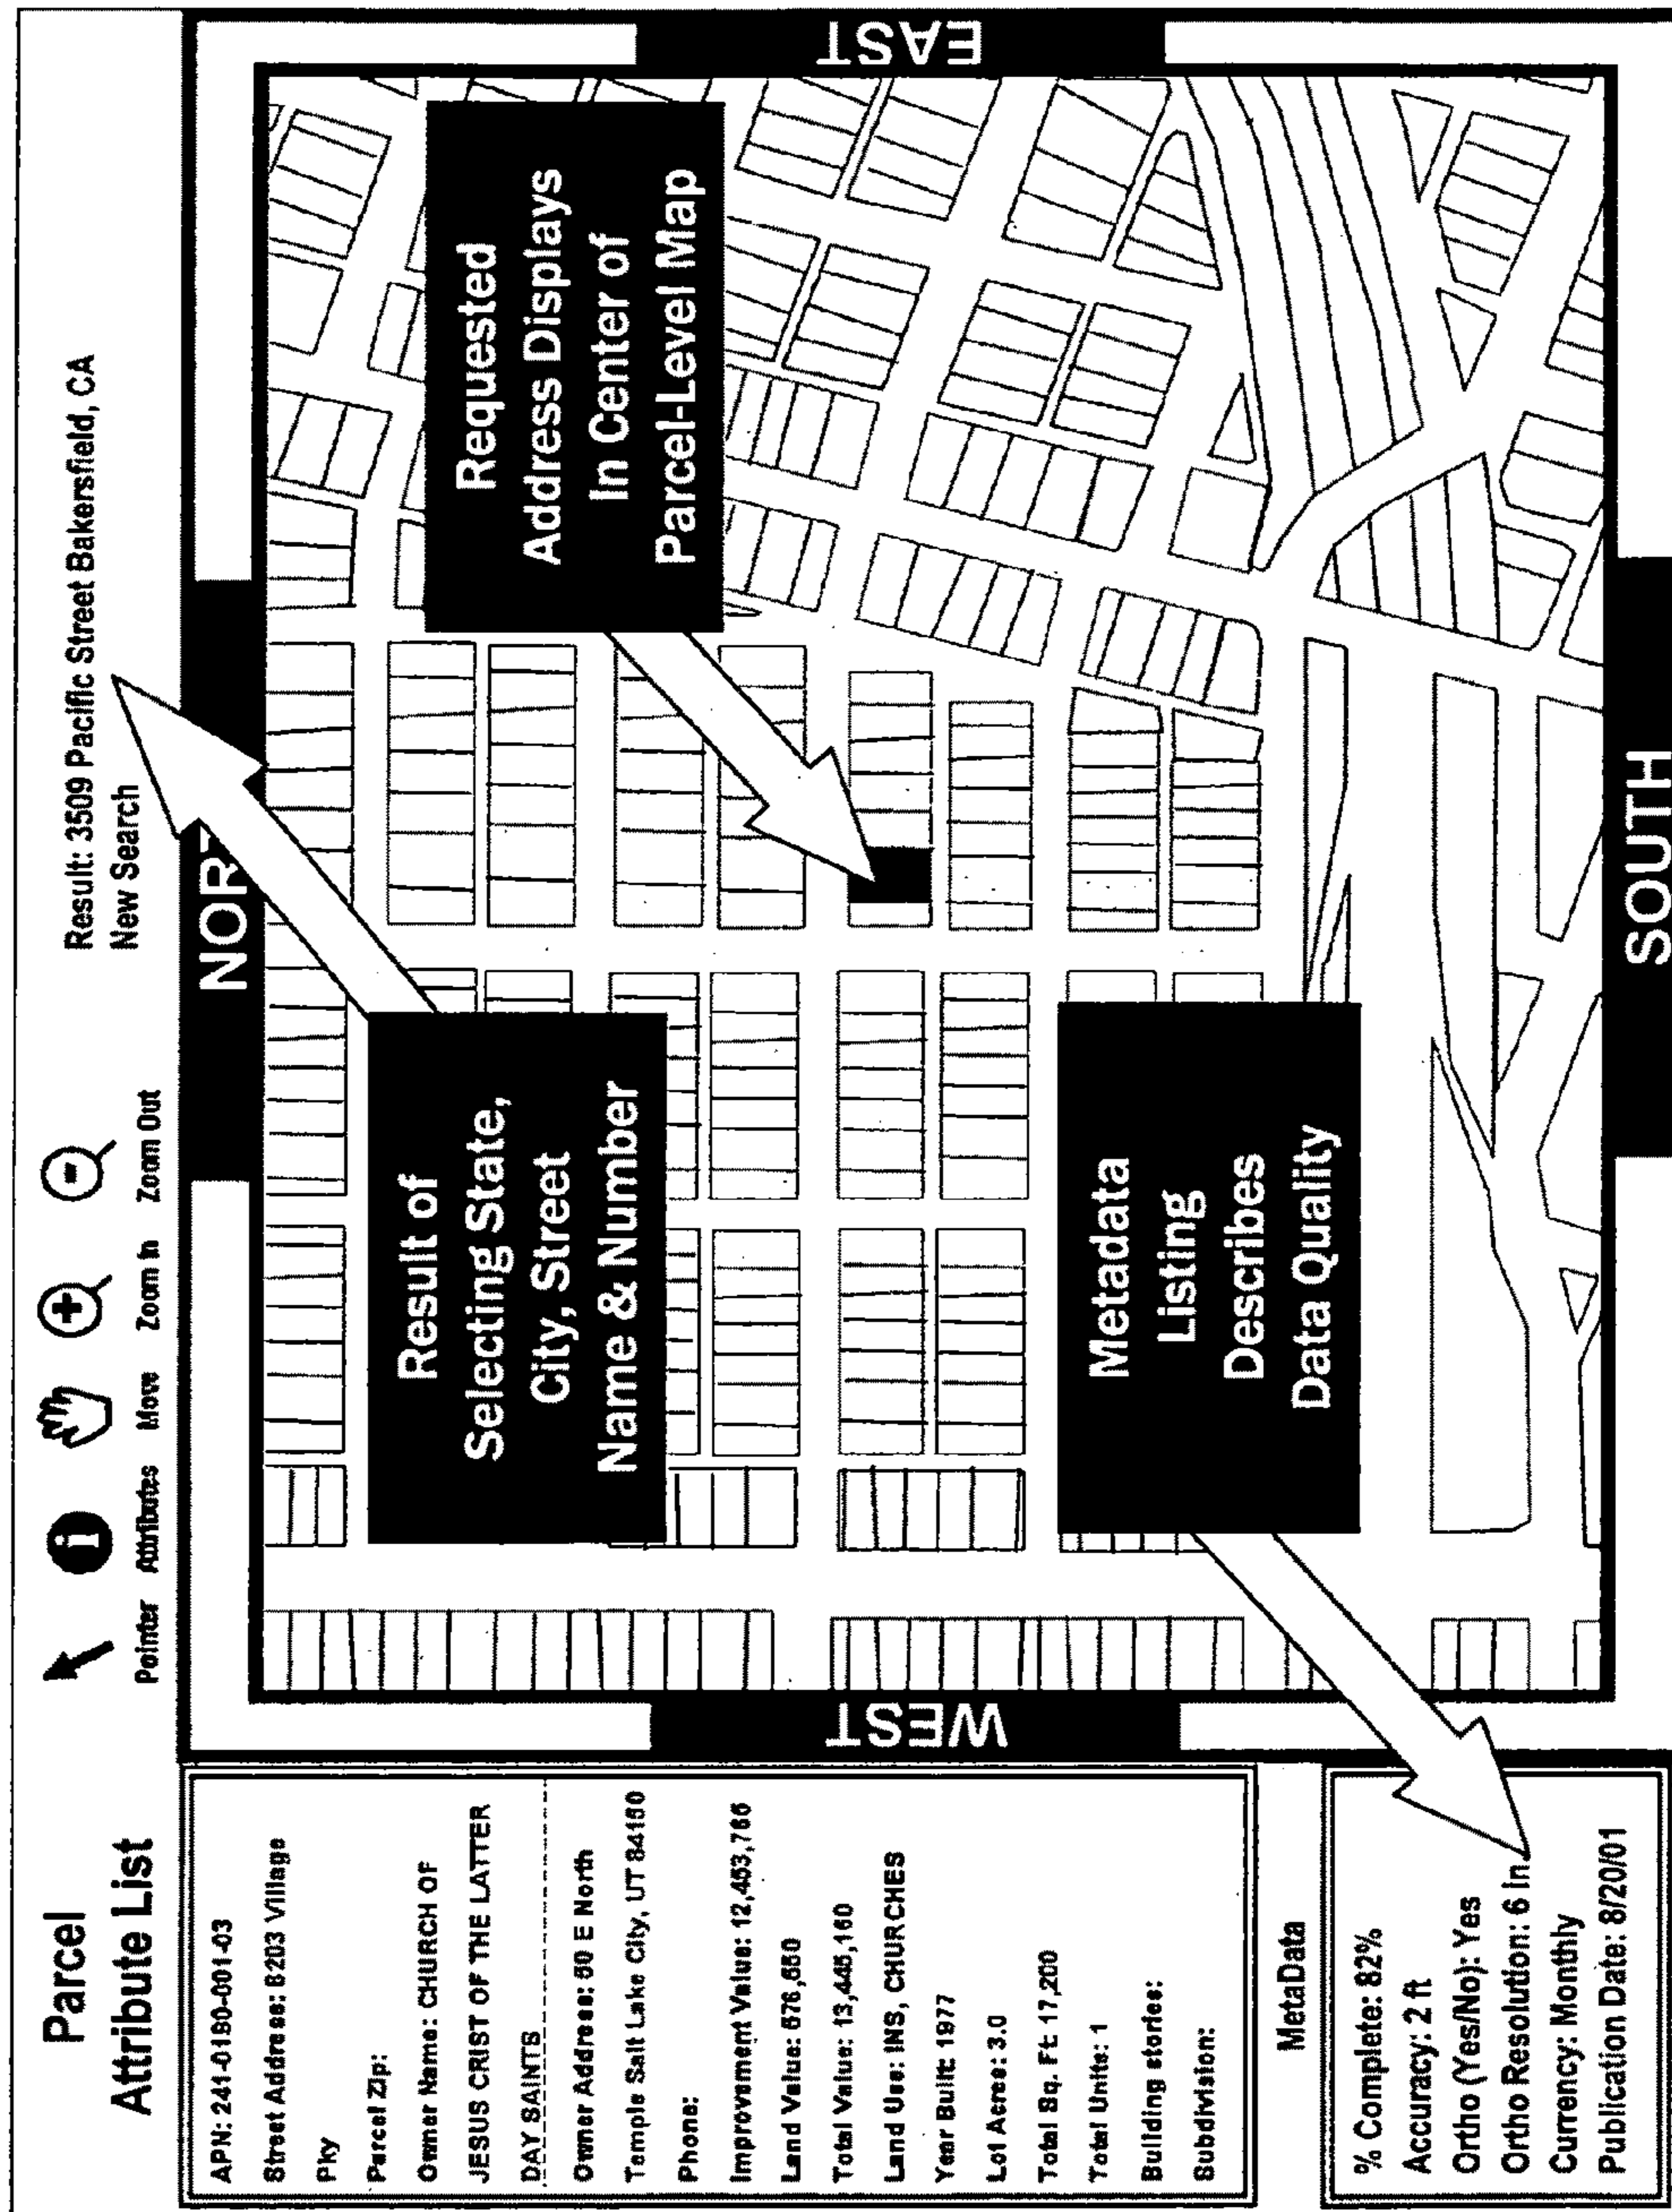 Parcel
Attribute List
Pointer Attributes Move Zoom In Zoom Out
Result: 3509 Pacific Street Bakersfield, CA
New Search
APN: 241-0190-001-03
Street Address: 8203 Village
Pky
Parcel Zip:
Owner Name: CHURCH OF
JESUS CRIST OF THE LATTER
DAY SAINTS
Owner Address: 50 E North
Temple Salt Lake City, UT 84150
Phone:
Improvement Value: 12,453,766
Land Value: 576,650
Total Value: 13,445,160
Land Use: INS, CHURCHES
Year Built: 1977
Lot Acres: 3.0
Total Sq. Ft: 17,200
Total Units: 1
Building stories:
Subdivision:
MetaData
% Complete: 82%
Accuracy: 2 ft
Ortho (Yes/No): Yes
Ortho Resolution: 6 In.
Currency: Monthly
Publication Date: 8/20/01
NORT
WEST
EAST
SOUTH
Result of
Selecting State,
City, Street
Name & Number
Requested
Address Displays
In Center of
Parcel-Level Map
Metadata
Listing
Describes
Data Quality